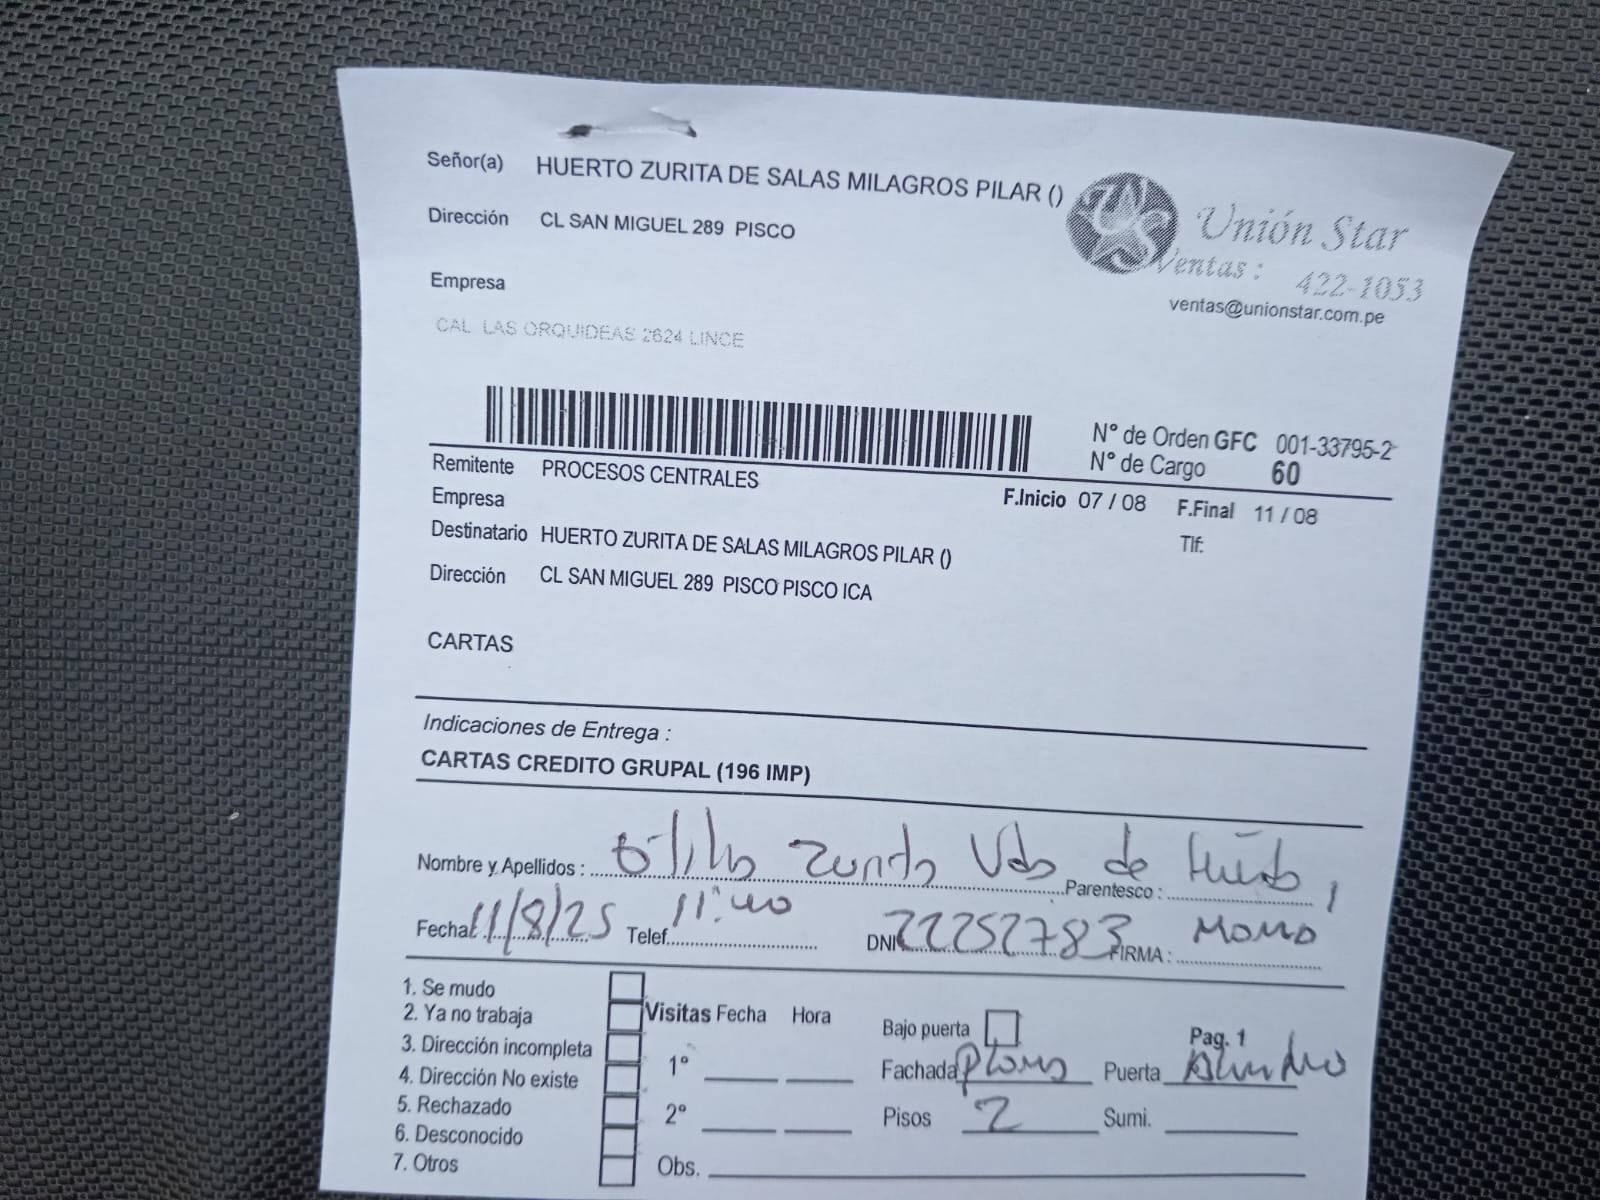 Señor(a) HUERTO ZURITA DE SALAS MILAGROS PILAR ()
Dirección CL SAN MIGUEL 289 PISCO
Unión Star
Ventas : 422-1053
ventas@unionstar.com.pe
Empresa
CAL LAS ORQUIDEAS 2624 LINCE
N° de Orden GFC 001-33795-2
N° de Cargo 60
Remitente PROCESOS CENTRALES
F.Inicio 07 / 08 F.Final 11 / 08
Empresa
Tlf:
Destinatario HUERTO ZURITA DE SALAS MILAGROS PILAR ()
Dirección CL SAN MIGUEL 289 PISCO PISCO ICA
CARTAS
Indicaciones de Entrega :
CARTAS CREDITO GRUPAL (196 IMP)
Nombre y Apellidos : Zurita Vda de Parentesco :
Fecha 11/8/25 Telef. 11:40 DNI 22252783 FIRMA :
1. Se mudo
2. Ya no trabaja
3. Dirección incompleta
4. Dirección No existe
5. Rechazado
6. Desconocido
7. Otros
Visitas Fecha Hora
1°
2°
Obs.
Bajo puerta Pag. 1
Fachada Puerta
Pisos 2 Sumi.